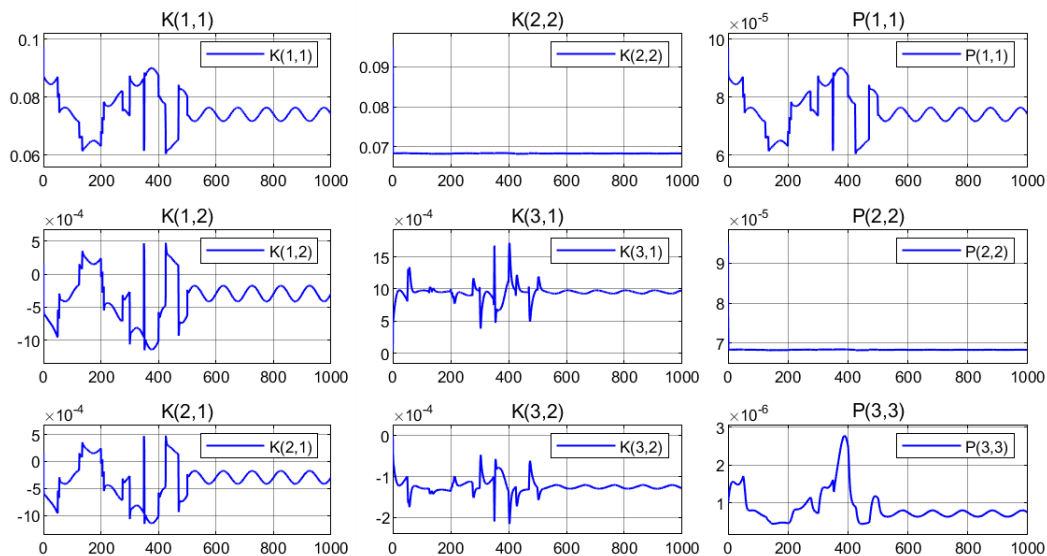 K(1,1) K(2,2) P(1,1)
×10⁻⁵
0.1 10
K(1,1) K(2,2) P(1,1)
0.09
0.08 0.08 8
0.06 0.07 6
0 200 400 600 800 1000 0 200 400 600 800 1000 0 200 400 600 800 1000
K(1,2) K(3,1) P(2,2)
×10⁻⁴ ×10⁻⁴ ×10⁻⁵
K(1,2) K(3,1) P(2,2)
5 15 9
0 10 8
-5 5 7
-10 0
0 200 400 600 800 1000 0 200 400 600 800 1000 0 200 400 600 800 1000
K(2,1) K(3,2) P(3,3)
×10⁻⁴ ×10⁻⁴ ×10⁻⁶
K(2,1) K(3,2) P(3,3)
5 0 3
0 -1 2
-5 -2 1
-10
0 200 400 600 800 1000 0 200 400 600 800 1000 0 200 400 600 800 1000